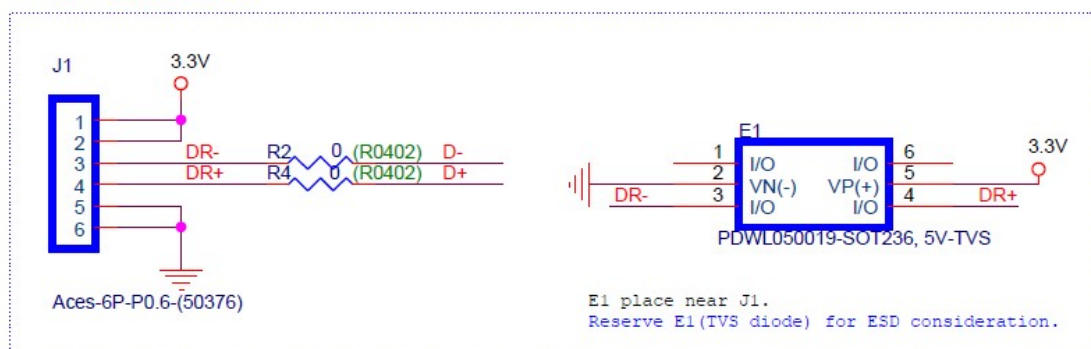 J1
3.3V
1
2
3 DR- R2 0 (R0402) D-
4 DR+ R4 0 (R0402) D+
5
6
Aces-6P-P0.6-(50376)
E1
3.3V
1 I/O I/O 6
2 VN(-) VP(+) 5
DR- 3 I/O I/O 4 DR+
PDWL050019-SOT236, 5V-TVS
E1 place near J1.
Reserve E1(TVS diode) for ESD consideration.